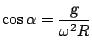 cos α = g / ω²R